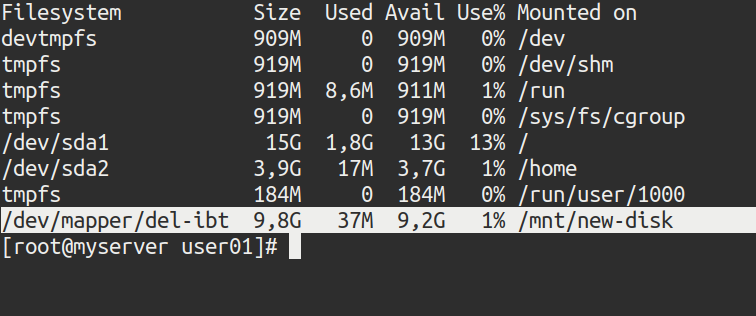 Filesystem Size Used Avail Use% Mounted on
devtmpfs 909M 0 909M 0% /dev
tmpfs 919M 0 919M 0% /dev/shm
tmpfs 919M 8,6M 911M 1% /run
tmpfs 919M 0 919M 0% /sys/fs/cgroup
/dev/sda1 15G 1,8G 13G 13% /
/dev/sda2 3,9G 17M 3,7G 1% /home
tmpfs 184M 0 184M 0% /run/user/1000
/dev/mapper/del-ibt 9,8G 37M 9,2G 1% /mnt/new-disk
[root@myserver user01]#